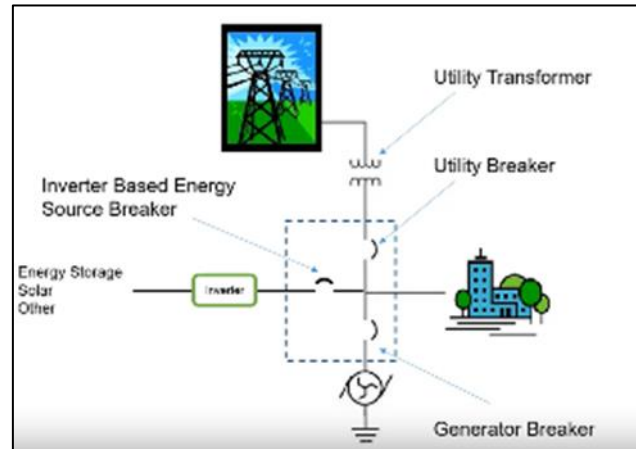 Utility Transformer
Utility Breaker
Inverter Based Energy
Source Breaker
Energy Storage
Solar
Other
Inverter
Generator Breaker